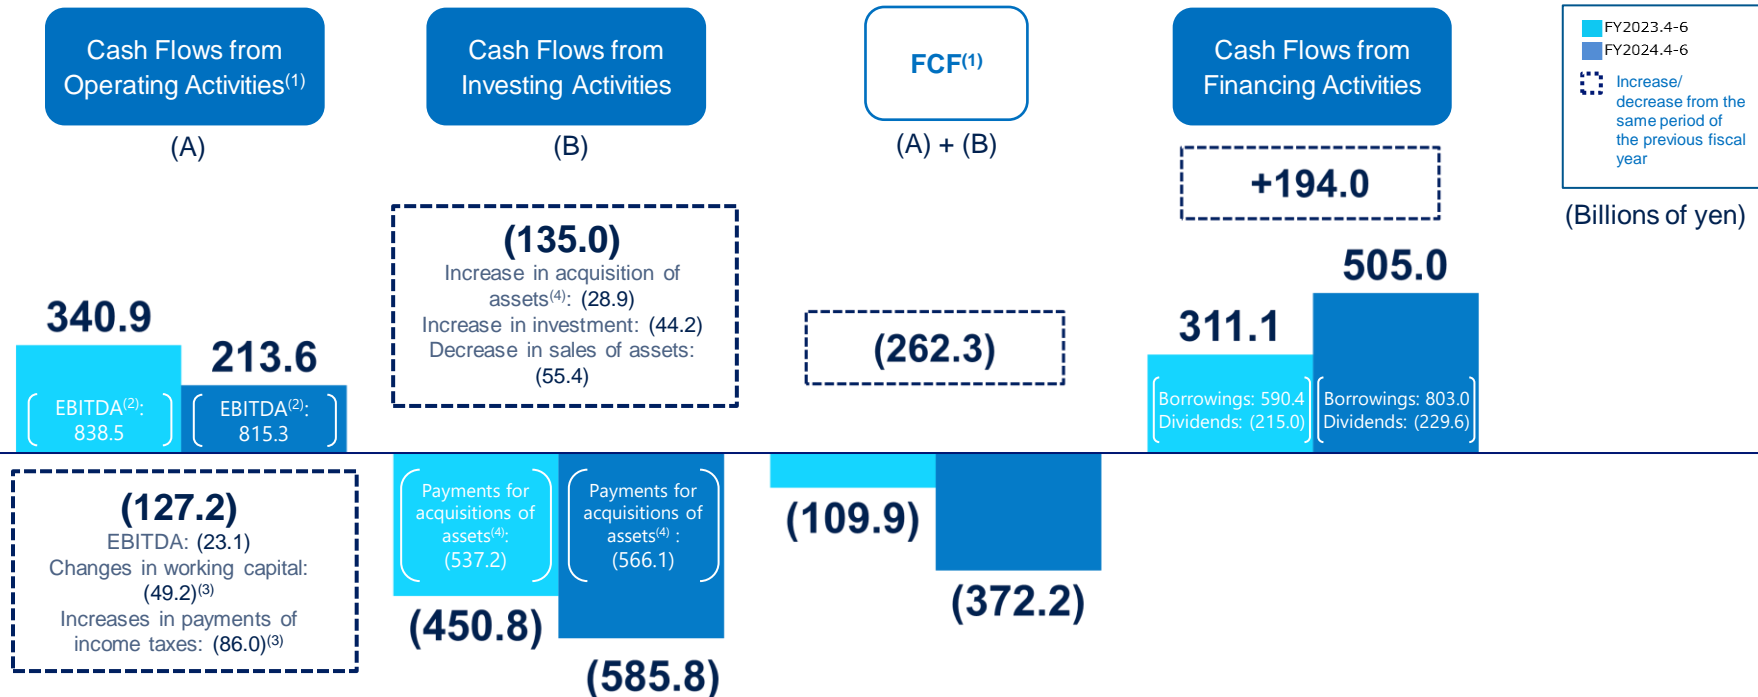 Cash Flows from
Operating Activities(1)
(A)
340.9
213.6
EBITDA(2):
838.5
EBITDA(2):
815.3
(127.2)
EBITDA: (23.1)
Changes in working capital:
(49.2)(3)
Increases in payments of
income taxes: (86.0)(3)
Cash Flows from
Investing Activities
(B)
(135.0)
Increase in acquisition of
assets(4): (28.9)
Increase in investment: (44.2)
Decrease in sales of assets:
(55.4)
Payments for
acquisitions of
assets(4):
(537.2)
Payments for
acquisitions of
assets(4) :
(566.1)
(450.8)
(585.8)
FCF(1)
(A) + (B)
(262.3)
(109.9)
(372.2)
Cash Flows from
Financing Activities
+194.0
311.1
505.0
Borrowings: 590.4
Dividends: (215.0)
Borrowings: 803.0
Dividends: (229.6)
FY2023.4-6
FY2024.4-6
Increase/
decrease from the
same period of
the previous fiscal
year
(Billions of yen)